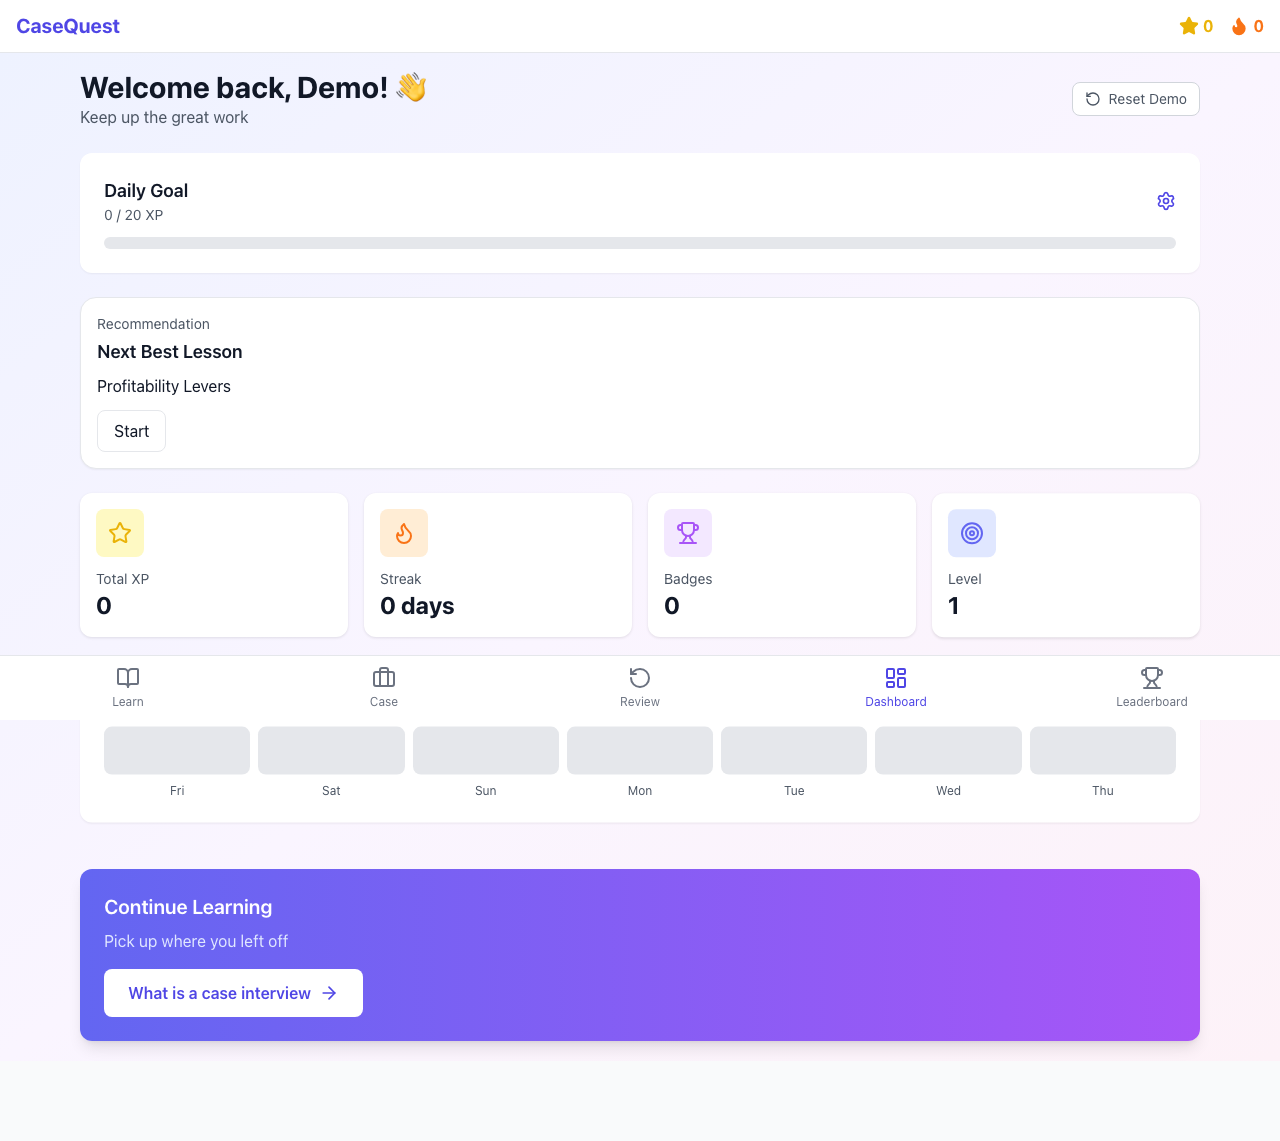 CaseQuest
0
0
Welcome back, Demo! 👋
Keep up the great work
Reset Demo
Daily Goal
0 / 20 XP
Recommendation
Next Best Lesson
Profitability Levers
Start
Total XP
0
Streak
0 days
Badges
0
Level
1
Learn
Case
Review
Dashboard
Leaderboard
Fri
Sat
Sun
Mon
Tue
Wed
Thu
Continue Learning
Pick up where you left off
What is a case interview